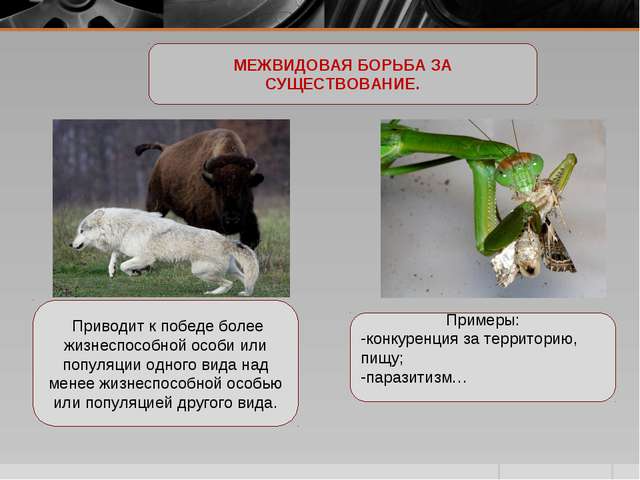 МЕЖВИДОВАЯ БОРЬБА ЗА
СУЩЕСТВОВАНИЕ.
Приводит к победе более
жизнеспособной особи или
популяции одного вида над
менее жизнеспособной особью
или популяцией другого вида.
Примеры:
-конкуренция за территорию,
пищу;
-паразитизм…